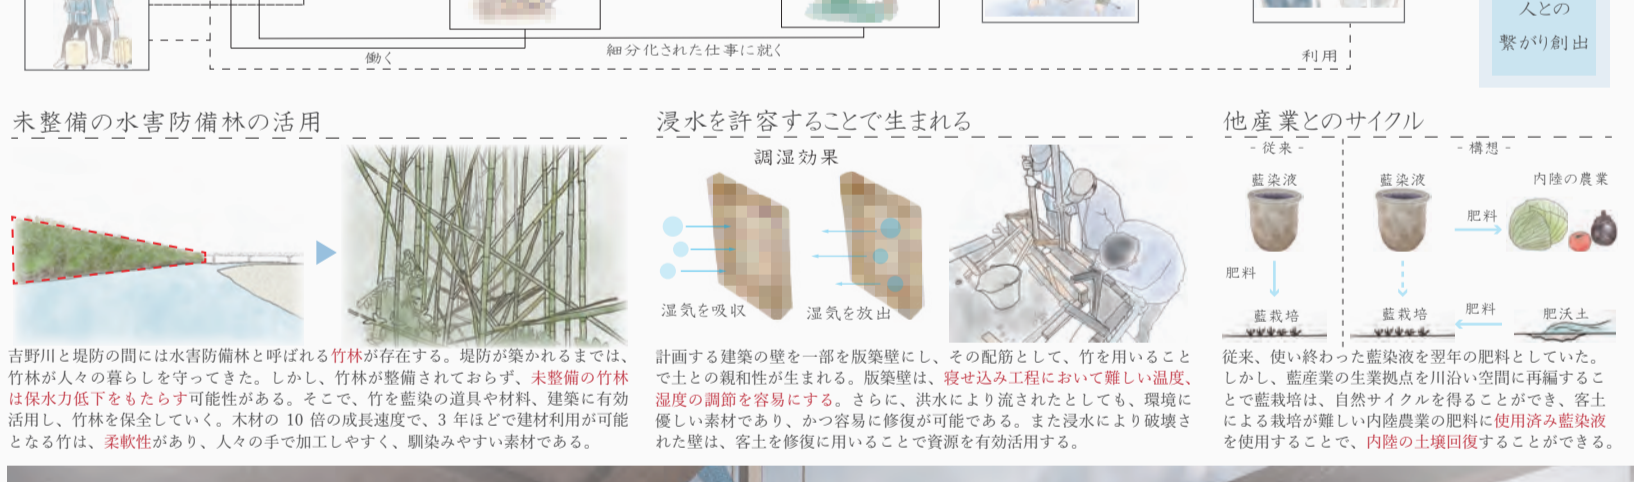 人との
繋がり創出
働く
細分化された仕事に就く
利用
未整備の水害防備林の活用
吉野川と堤防の間には水害防備林と呼ばれる竹林が存在する。堤防が築かれるまでは、
竹林が人々の暮らしを守ってきた。しかし、竹林が整備されておらず、未整備の竹林
は保水力低下をもたらす可能性がある。そこで、竹を藍染の道具や材料、建築に有効
活用し、竹林を保全していく。木材の 10 倍の成長速度で、3 年ほどで建材利用が可能
となる竹は、柔軟性があり、人々の手で加工しやすく、馴染みやすい素材である。
浸水を許容することで生まれる
調湿効果
湿気を吸収
湿気を放出
計画する建築の壁を一部を版築壁にし、その配筋として、竹を用いること
で土との親和性が生まれる。版築壁は、寝せ込み工程において難しい温度、
湿度の調節を容易にする。さらに、洪水により流されたとしても、環境に
優しい素材であり、かつ容易に修復が可能である。また浸水により破壊さ
れた壁は、客土を修復に用いることで資源を有効活用する。
他産業とのサイクル
- 従来 -
- 構想 -
藍染液
藍染液
内陸の農業
肥料
肥料
藍栽培
藍栽培
肥料
肥沃土
従来、使い終わった藍染液を翌年の肥料としていた。
しかし、藍産業の生業拠点を川沿い空間に再編するこ
とで藍栽培は、自然サイクルを得ることができ、客土
による栽培が難しい内陸農業の肥料に使用済み藍染液
を使用することで、内陸の土壌回復することができる。